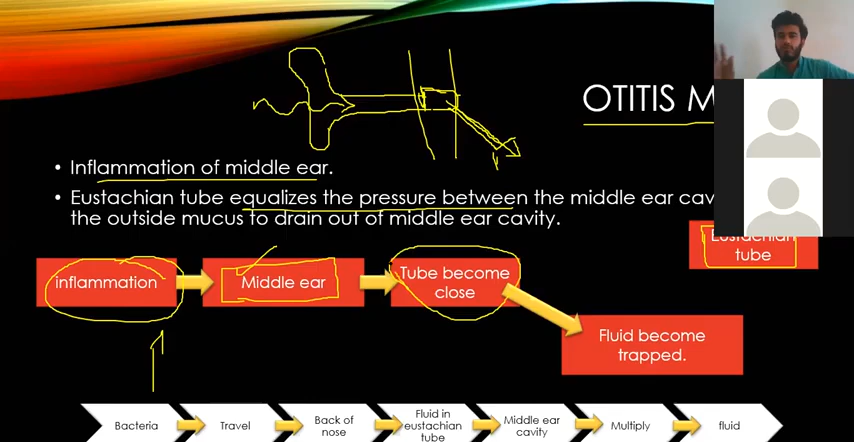 OTITIS M
• Inflammation of middle ear.
• Eustachian tube equalizes the pressure between the middle ear cav
the outside mucus to drain out of middle ear cavity.
Eustachian
tube
inflammation
Middle ear
Tube become
close
Fluid become
trapped.
Bacteria
Travel
Back of
nose
Fluid in
eustachian
tube
Middle ear
cavity
Multiply
fluid